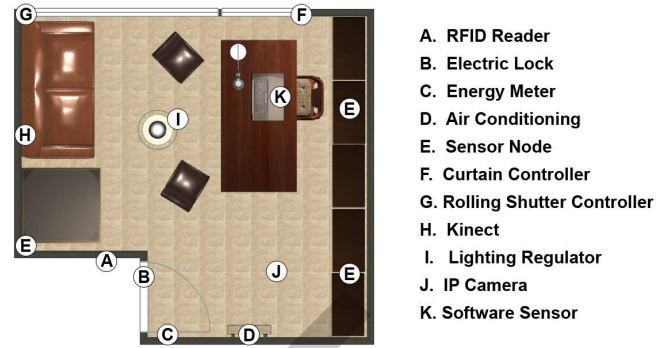 G
F
K
I
E
H
E
A
B
J
E
C
D
A. RFID Reader
B. Electric Lock
C. Energy Meter
D. Air Conditioning
E. Sensor Node
F. Curtain Controller
G. Rolling Shutter Controller
H. Kinect
I. Lighting Regulator
J. IP Camera
K. Software Sensor